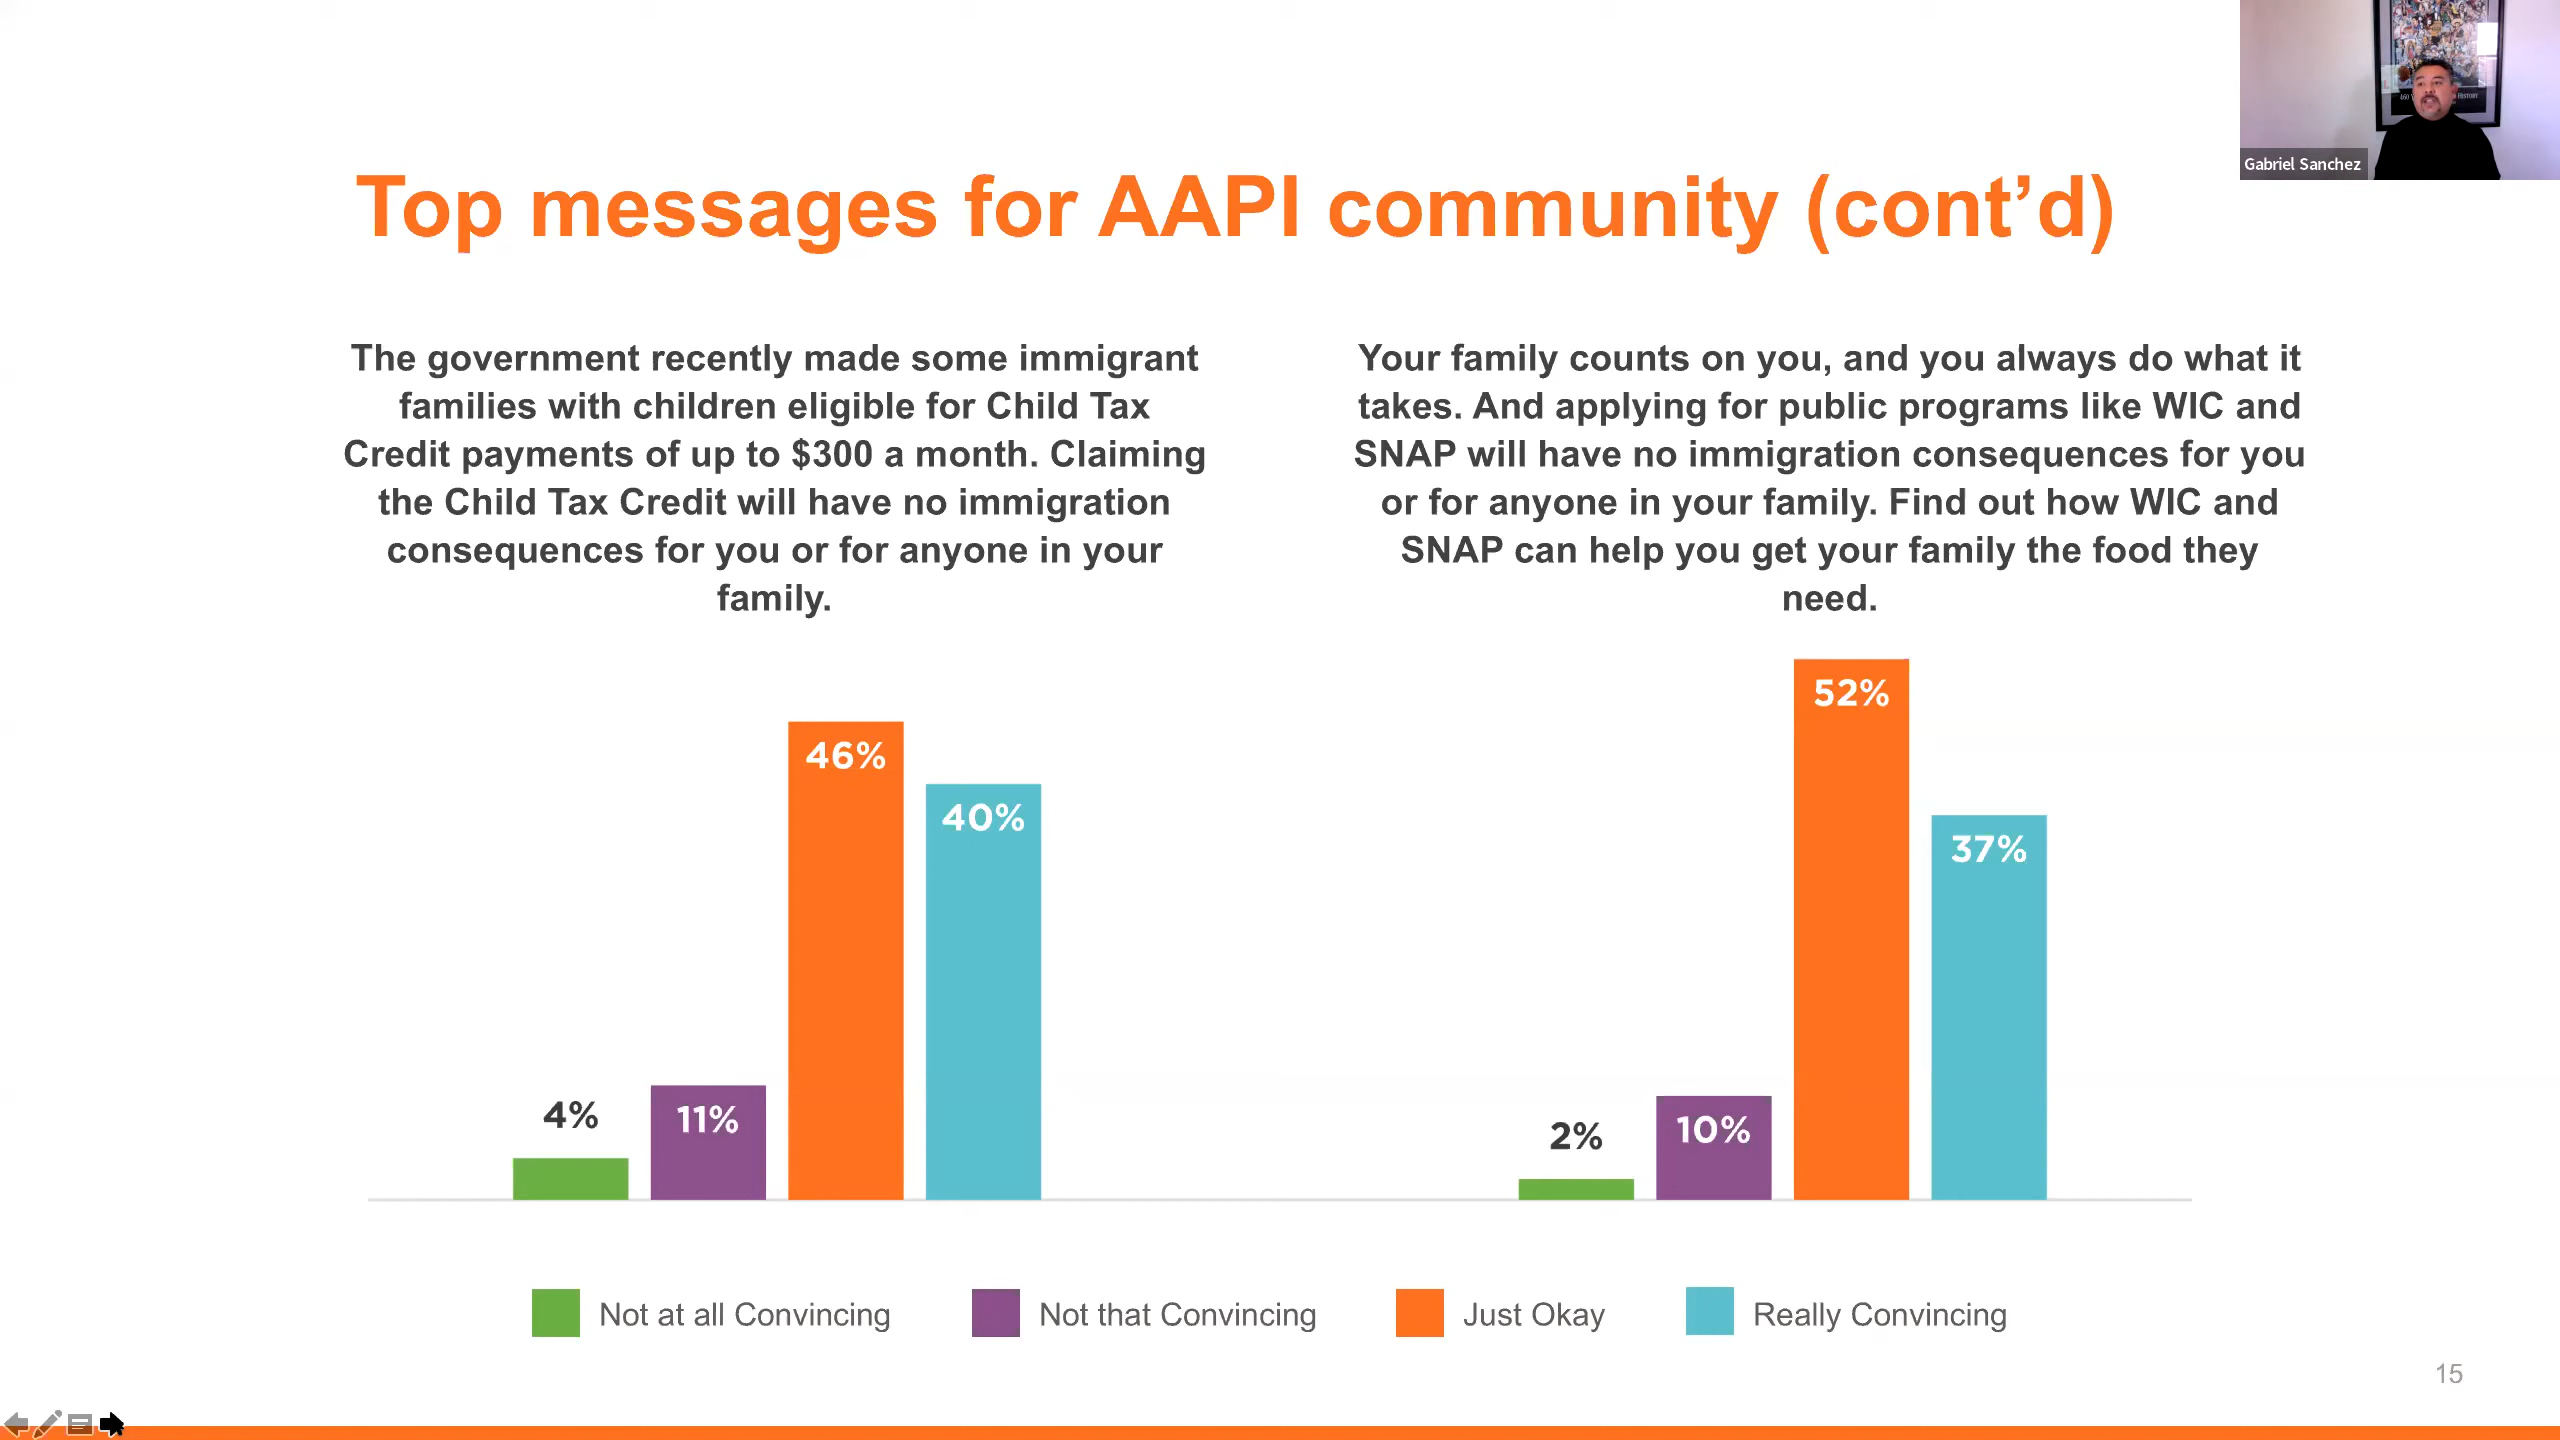 Gabriel Sanchez
Top messages for AAPI community (cont’d)
The government recently made some immigrant
families with children eligible for Child Tax
Credit payments of up to $300 a month. Claiming
the Child Tax Credit will have no immigration
consequences for you or for anyone in your
family.
Your family counts on you, and you always do what it
takes. And applying for public programs like WIC and
SNAP will have no immigration consequences for you
or for anyone in your family. Find out how WIC and
SNAP can help you get your family the food they
need.
4%
11%
46%
40%
2%
10%
52%
37%
Not at all Convincing
Not that Convincing
Just Okay
Really Convincing
15